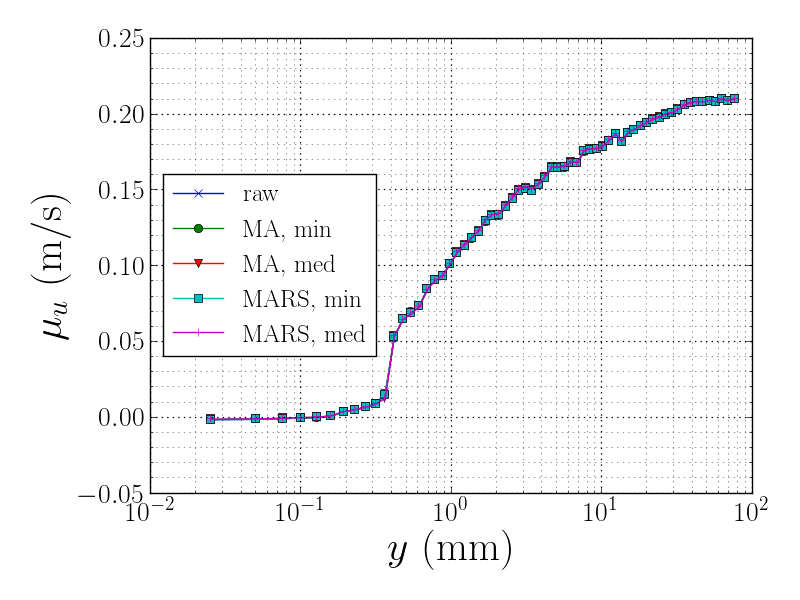 0.25
0.20
0.15
0.10
0.05
0.00
−0.05
μu (m/s)
raw
MA, min
MA, med
MARS, min
MARS, med
10−2 10−1 100 101 102
y (mm)